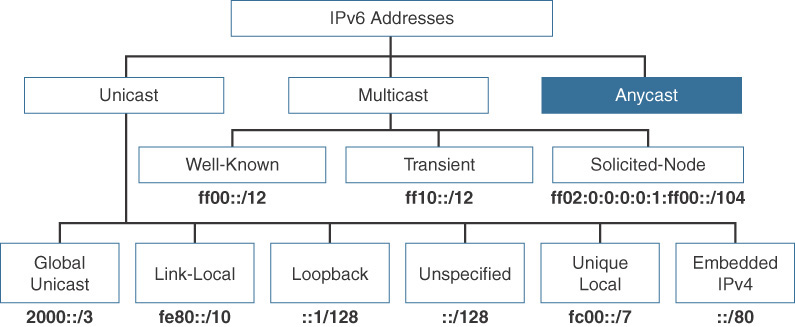 IPv6 Addresses
Unicast
Multicast
Anycast
Well-Known
Transient
Solicited-Node
ff00::/12
ff10::/12
ff02:0:0:0:0:1:ff00::/104
Global
Unicast
Link-Local
Loopback
Unspecified
Unique
Local
Embedded
IPv4
2000::/3
fe80::/10
::1/128
::/128
fc00::/7
::/80